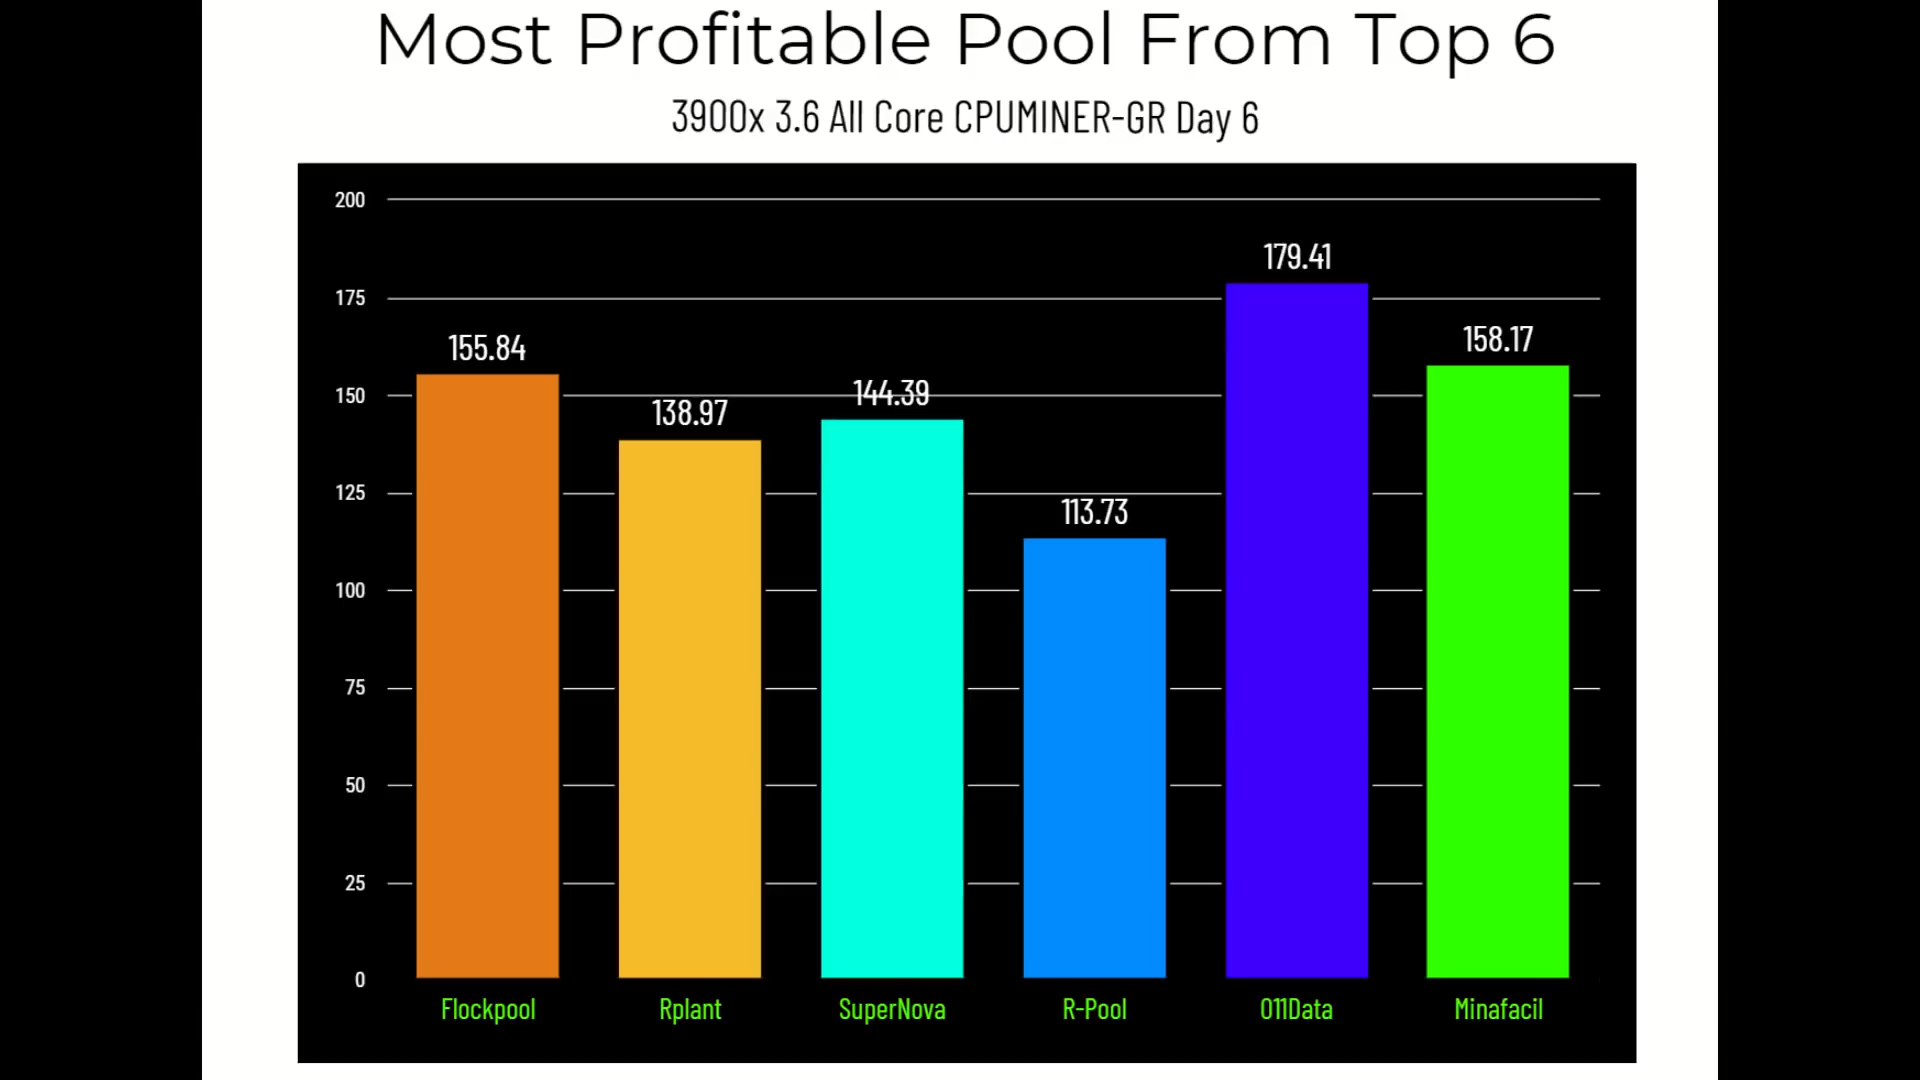 Most Profitable Pool From Top 6
3900x 3.6 All Core CPUMINER-GR Day 6
200
175
150
125
100
75
50
25
0
155.84
138.97
144.39
113.73
179.41
158.17
Flockpool
Rplant
SuperNova
R-Pool
011Data
Minafacil